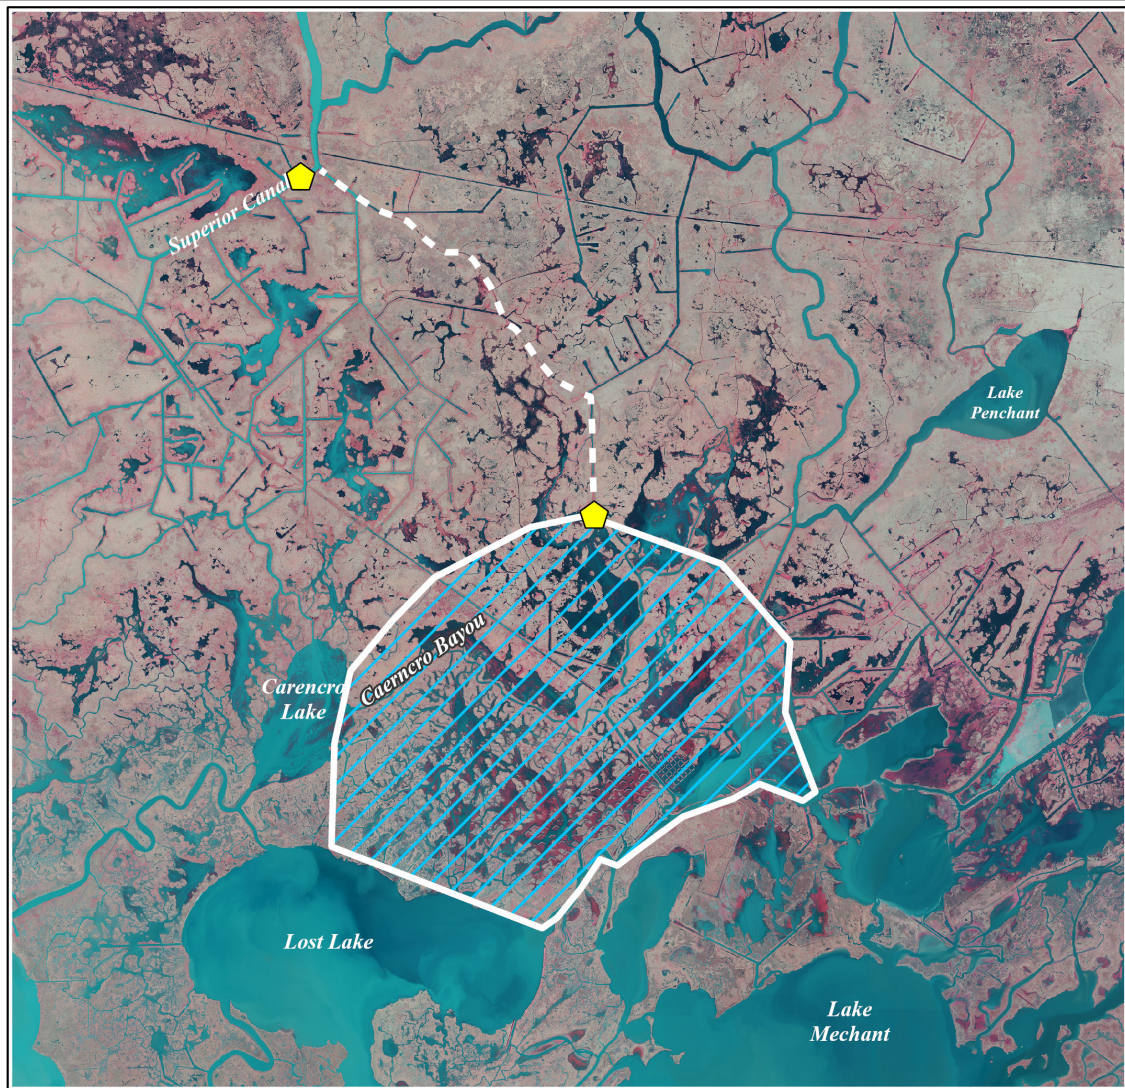 Superior Canal
Lake
Penchant
Caerncro Bayou
Carencro
Lake
Lost Lake
Lake
Mechant